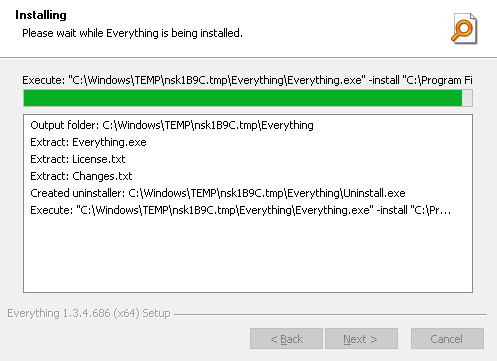 Installing
Please wait while Everything is being installed.
Execute: "C:\Windows\TEMP\nsk1B9C.tmp\Everything\Everything.exe" -install "C:\Program Fi
Output folder: C:\Windows\TEMP\nsk1B9C.tmp\Everything
Extract: Everything.exe
Extract: License.txt
Extract: Changes.txt
Created uninstaller: C:\Windows\TEMP\nsk1B9C.tmp\Everything\Uninstall.exe
Execute: "C:\Windows\TEMP\nsk1B9C.tmp\Everything\Everything.exe" -install "C:\Pr...
Everything 1.3.4.686 (x64) Setup
< Back
Next >
Cancel